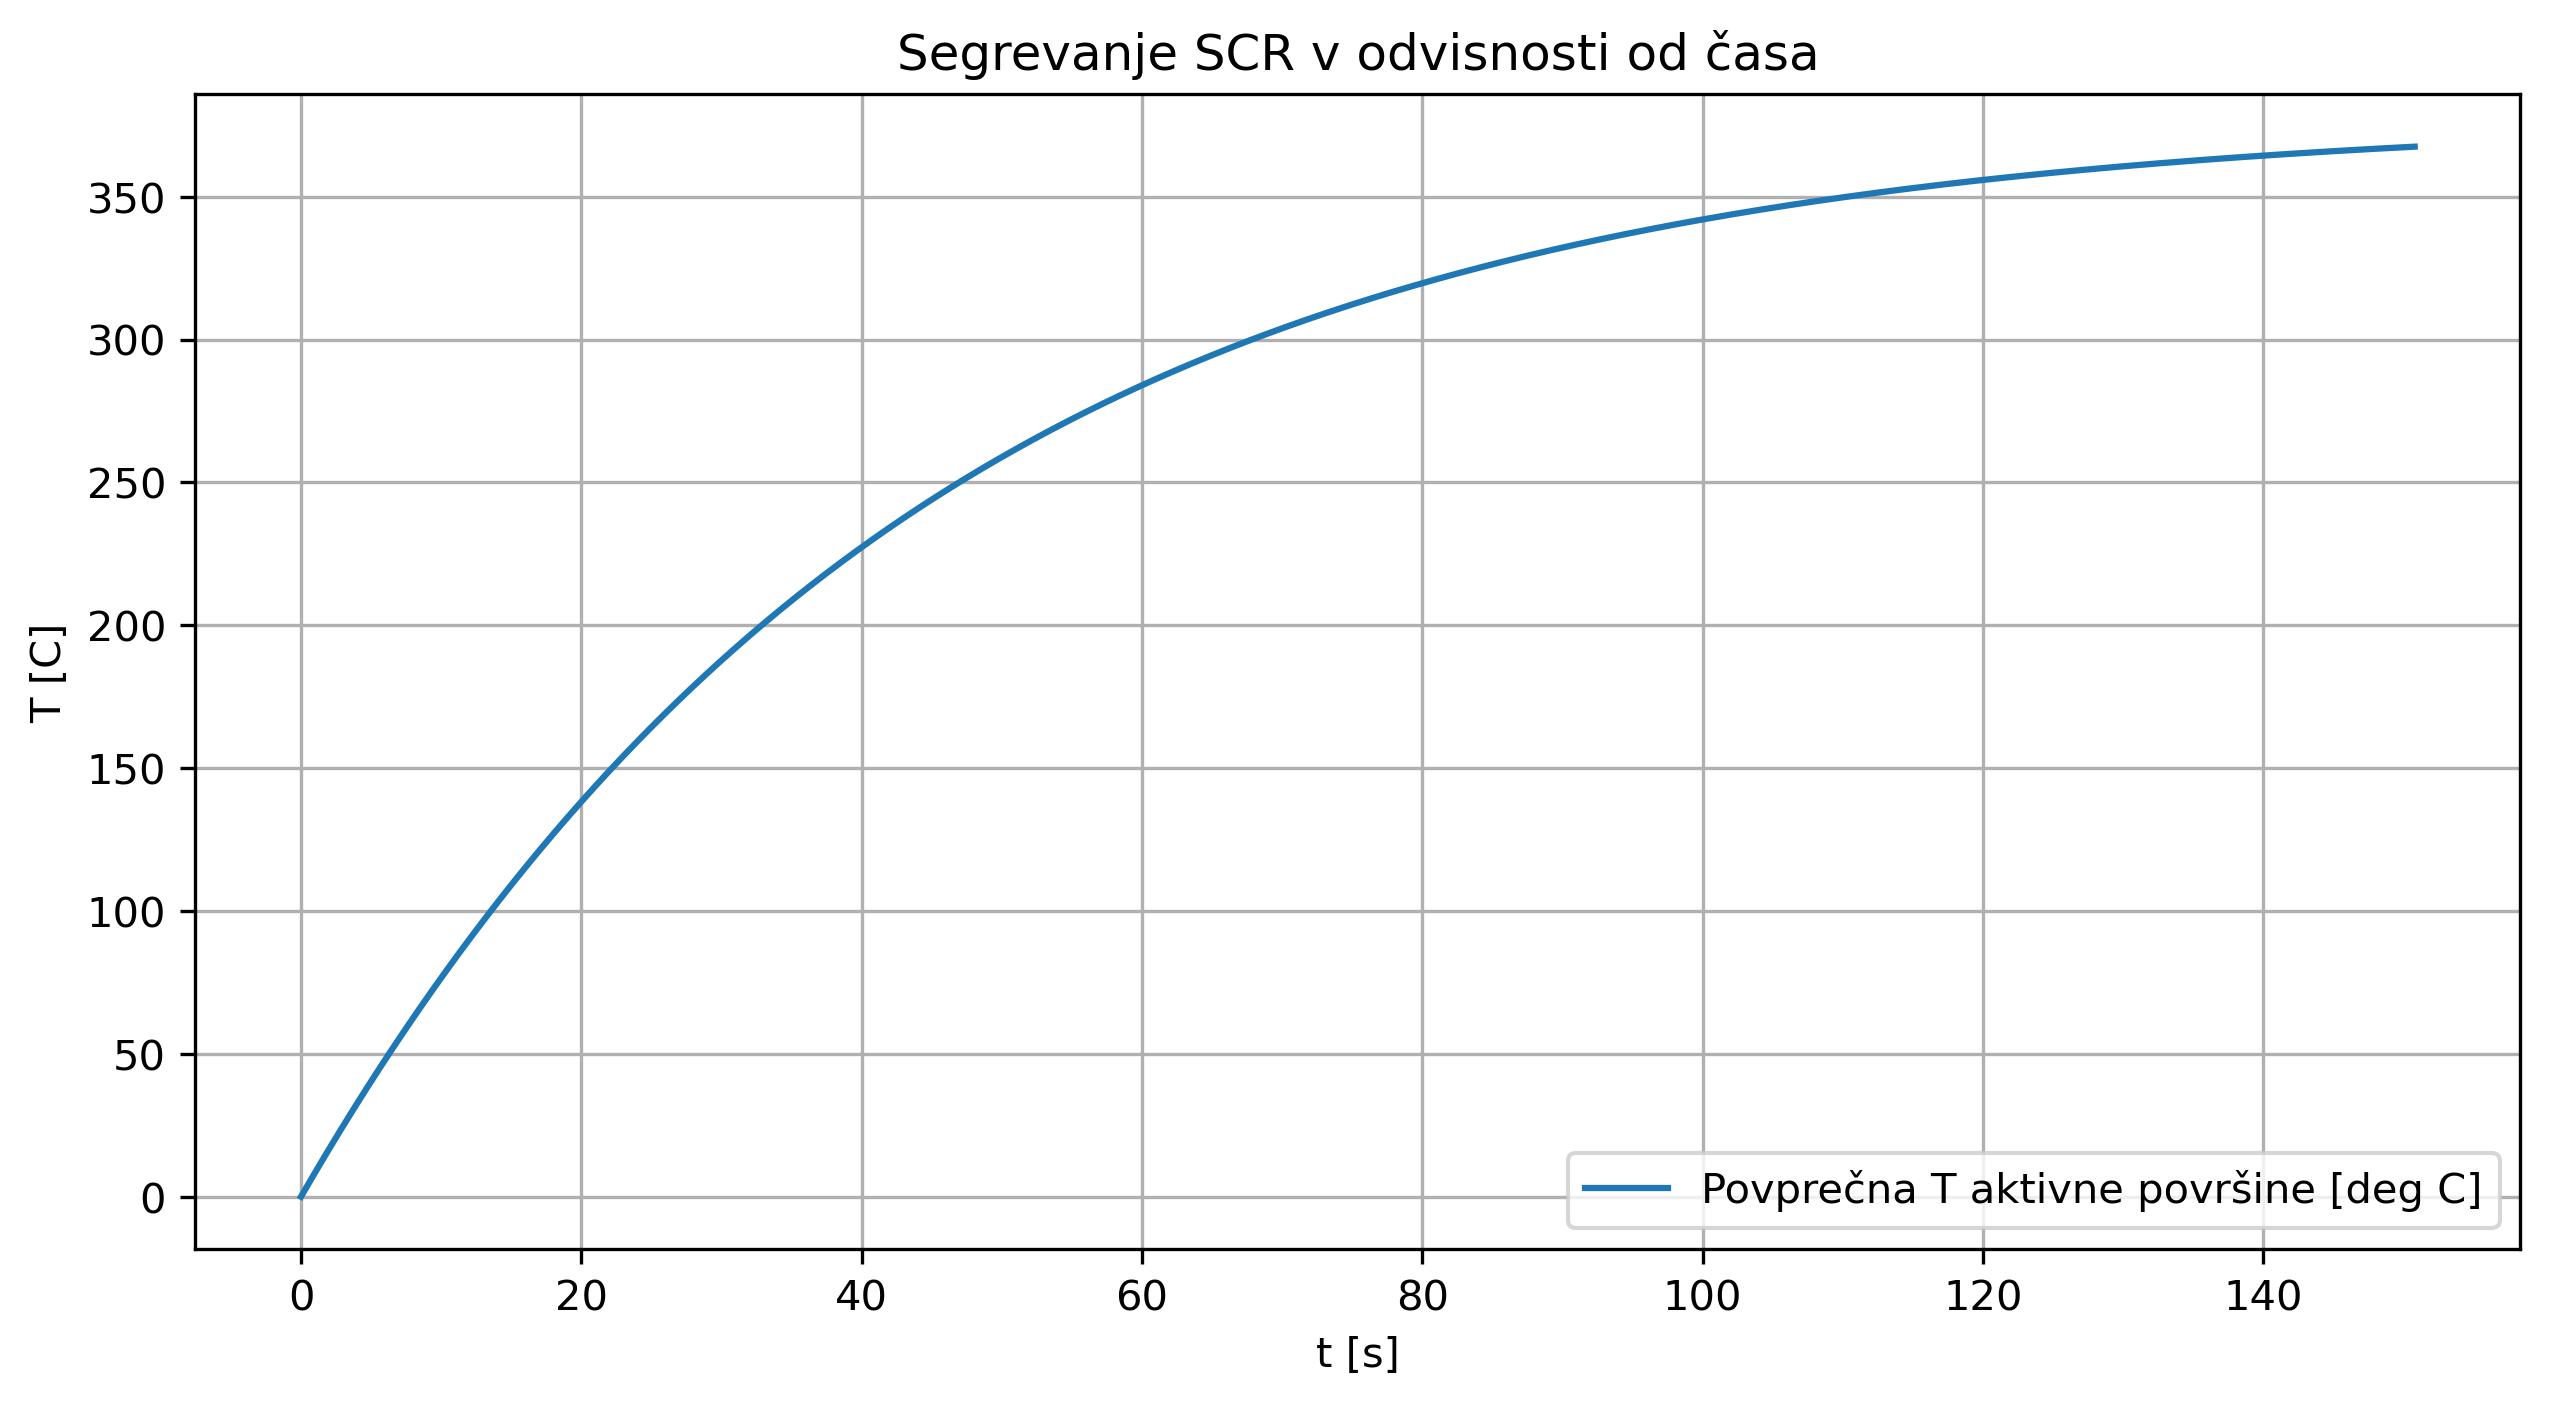 Segrevanje SCR v odvisnosti od časa
T [C]
350
300
250
200
150
100
50
0
0 20 40 60 80 100 120 140
t [s]
Povprečna T aktivne površine [deg C]